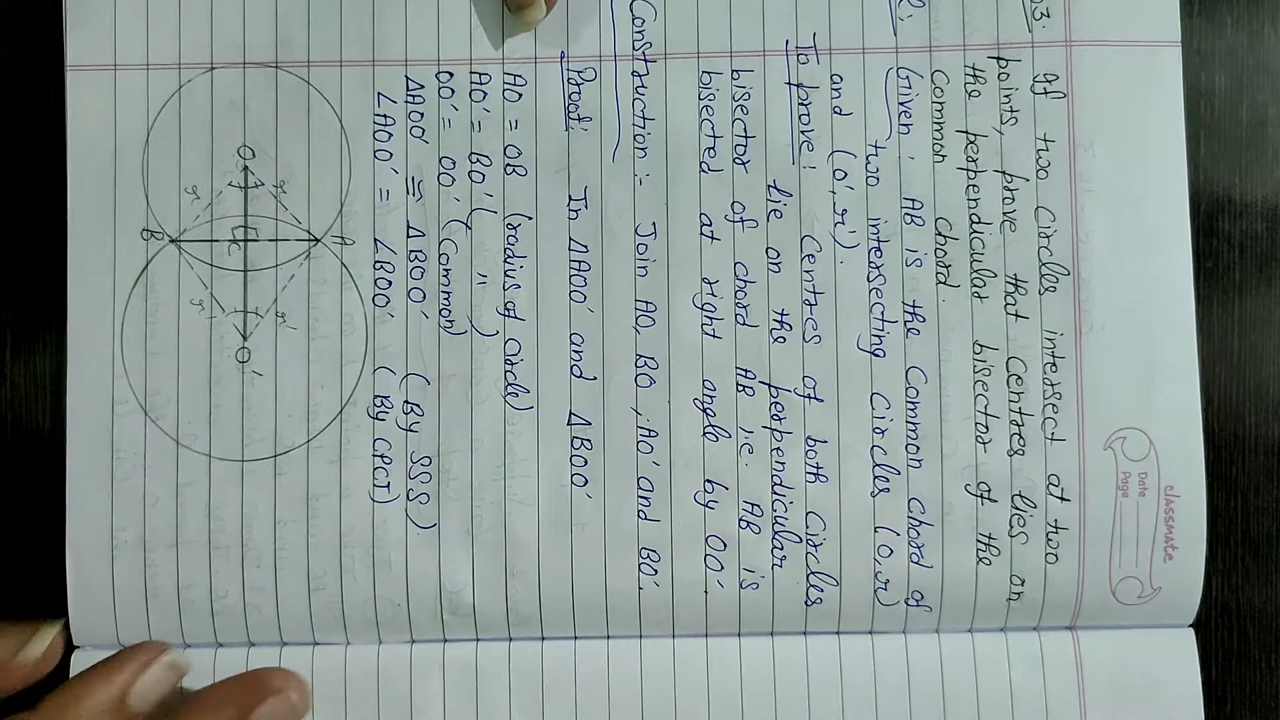 classmate
Date
Page
Q3. If two circles intersect at two
points, prove that centres lies on
the perpendicular bisector of the
common chord.
Given: AB is the common chord of
two intersecting circles (O, r)
and (O', r').
To prove: Centres of both circles
lie on the perpendicular
bisector of chord AB i.e. AB is
bisected at right angle by OO'.
Construction:- Join AO, BO, AO' and BO'.
Proof: In ΔAOO' and ΔBOO'
AO = OB (radius of circle)
AO' = BO' ( " )
OO' = OO' (common)
ΔAOO' ≅ ΔBOO' (By SSS).
∠AOO' = ∠BOO' (By CPCT)
A
r r'
O C O'
r r'
B